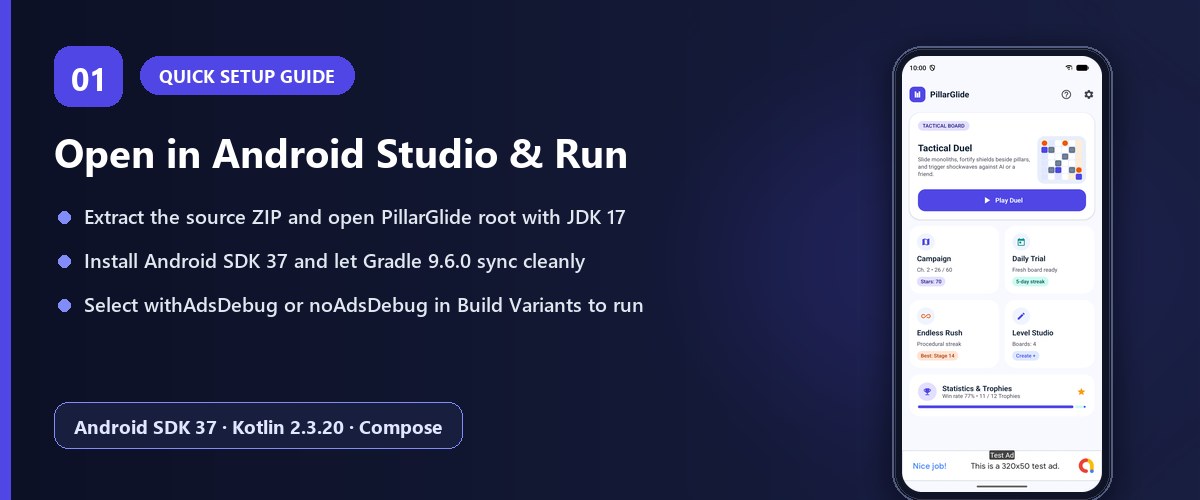 01
QUICK SETUP GUIDE
Open in Android Studio & Run
Extract the source ZIP and open PillarGlide root with JDK 17
Install Android SDK 37 and let Gradle 9.6.0 sync cleanly
Select withAdsDebug or noAdsDebug in Build Variants to run
Android SDK 37 · Kotlin 2.3.20 · Compose
10:00
PillarGlide
TACTICAL BOARD
Tactical Duel
Slide monoliths, fortify shields beside pillars,
and trigger shockwaves against AI or a
friend.
Play Duel
Campaign
Ch. 2 • 26 / 60
Stars: 70
Daily Trial
Fresh board ready
5-day streak
Endless Rush
Procedural streak
Best: Stage 14
Level Studio
Boards: 4
Create +
Statistics & Trophies
Win rate 77% • 11 / 12 Trophies
Test Ad
Nice job!
This is a 320x50 test ad.